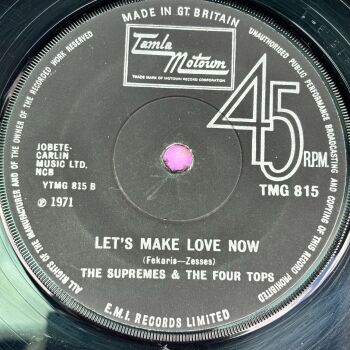 MADE IN GT. BRITAIN
ALL RIGHTS OF THE MANUFACTURER AND OF THE OWNER OF THE RECORDED WORK RESERVED
UNAUTHORISED PUBLIC PERFORMANCE BROADCASTING AND COPYING OF THIS RECORD PROHIBITED
Tamla
Motown
TRADE MARK OF MOTOWN RECORD CORPORATION
45
R.P.M.
JOBETE-
CARLIN
MUSIC LTD.
NCB
YTMG 815 B
℗ 1971
TMG 815
LET'S MAKE LOVE NOW
(Fekaris—Zesses)
THE SUPREMES & THE FOUR TOPS
E.M.I. RECORDS LIMITED